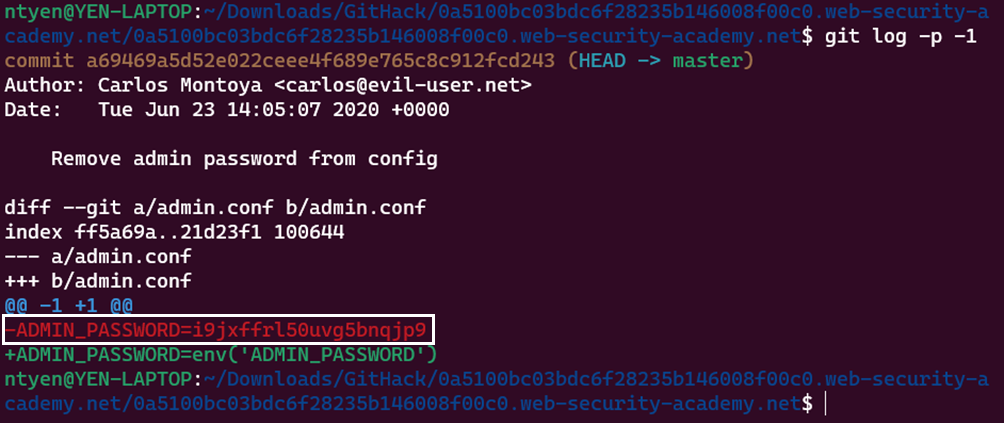 ntyen@YEN-LAPTOP:~/Downloads/GitHack/0a5100bc03bdc6f28235b146008f00c0.web-security-a
cademy.net/0a5100bc03bdc6f28235b146008f00c0.web-security-academy.net$ git log -p -1
commit a69469a5d52e022ceee4f689e765c8c912fcd243 (HEAD -> master)
Author: Carlos Montoya <carlos@evil-user.net>
Date:   Tue Jun 23 14:05:07 2020 +0000
    Remove admin password from config
diff --git a/admin.conf b/admin.conf
index ff5a69a..21d23f1 100644
--- a/admin.conf
+++ b/admin.conf
@@ -1 +1 @@
-ADMIN_PASSWORD=i9jxffrl50uvg5bnqjp9
+ADMIN_PASSWORD=env('ADMIN_PASSWORD')
ntyen@YEN-LAPTOP:~/Downloads/GitHack/0a5100bc03bdc6f28235b146008f00c0.web-security-a
cademy.net/0a5100bc03bdc6f28235b146008f00c0.web-security-academy.net$